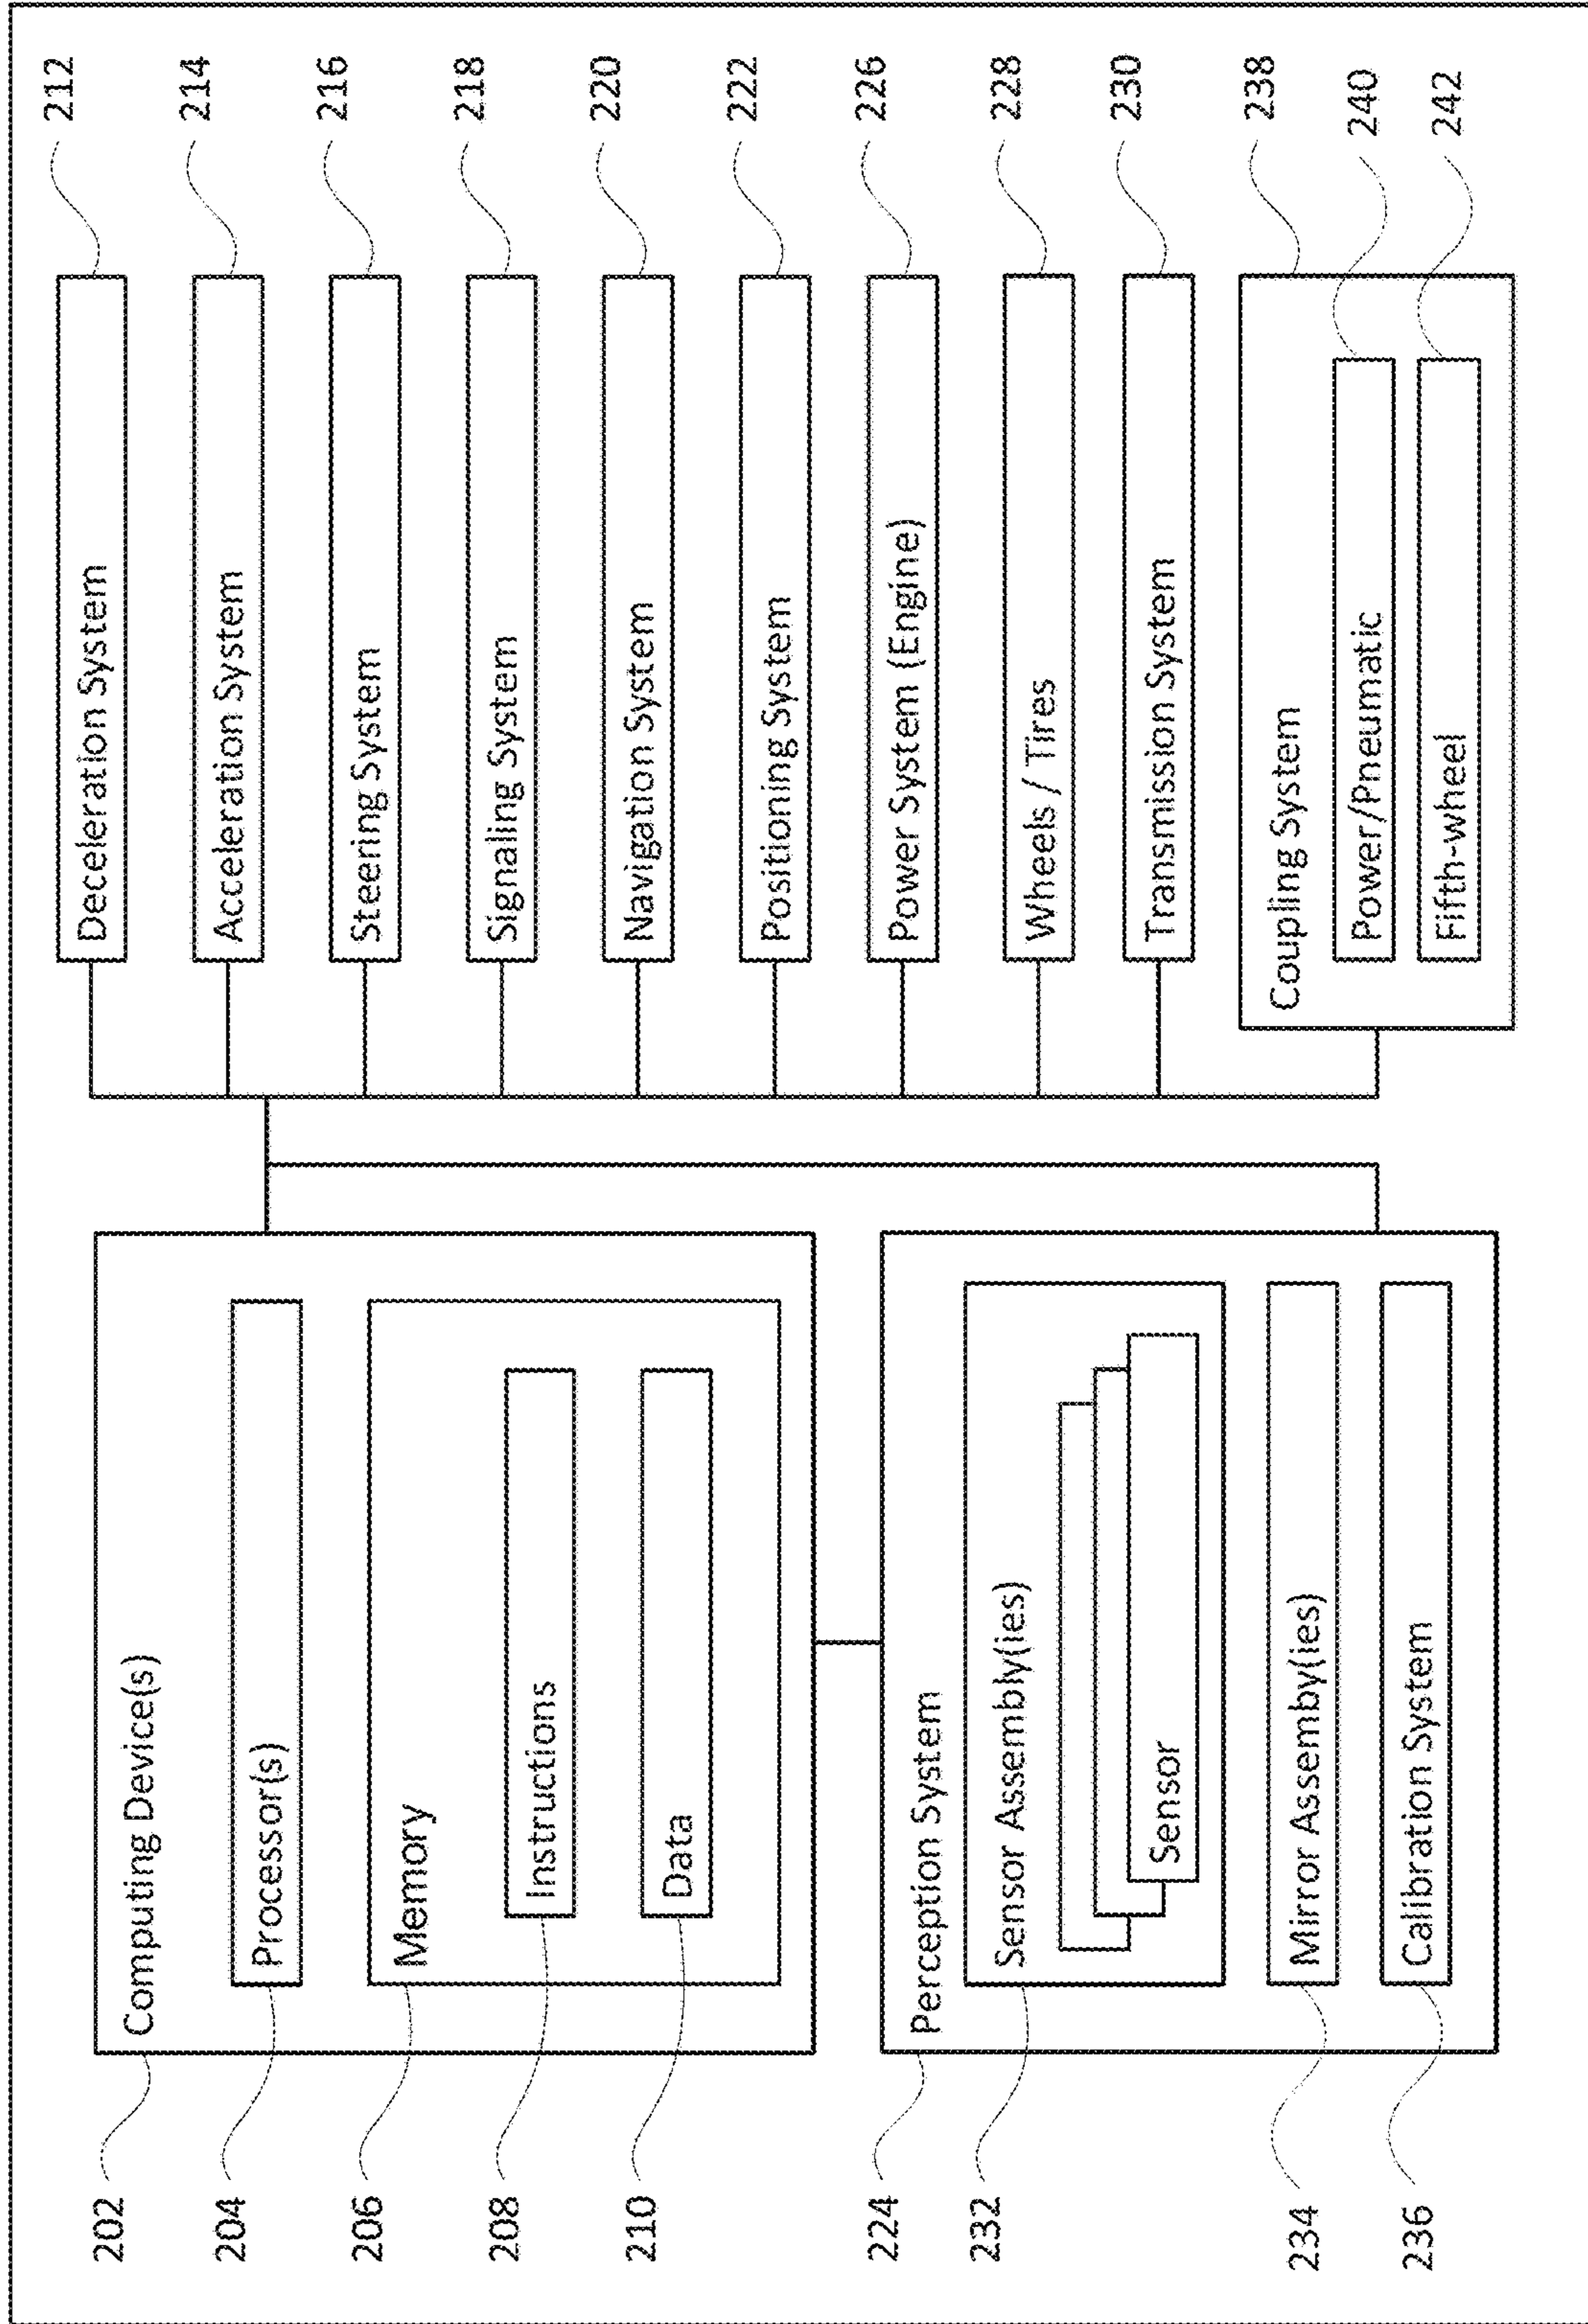 202
Computing Device(s)
204
Processor(s)
206
Memory
208
Instructions
210
Data
224
Perception System
232
Sensor Assembly(ies)
Sensor
234
Mirror Assemby(ies)
236
Calibration System
Deceleration System
212
Acceleration System
214
Steering System
216
Signaling System
218
Navigation System
220
Positioning System
222
Power System (Engine)
226
Wheels / Tires
228
Transmission System
230
Coupling System
238
Power/Pneumatic
240
Fifth-wheel
242